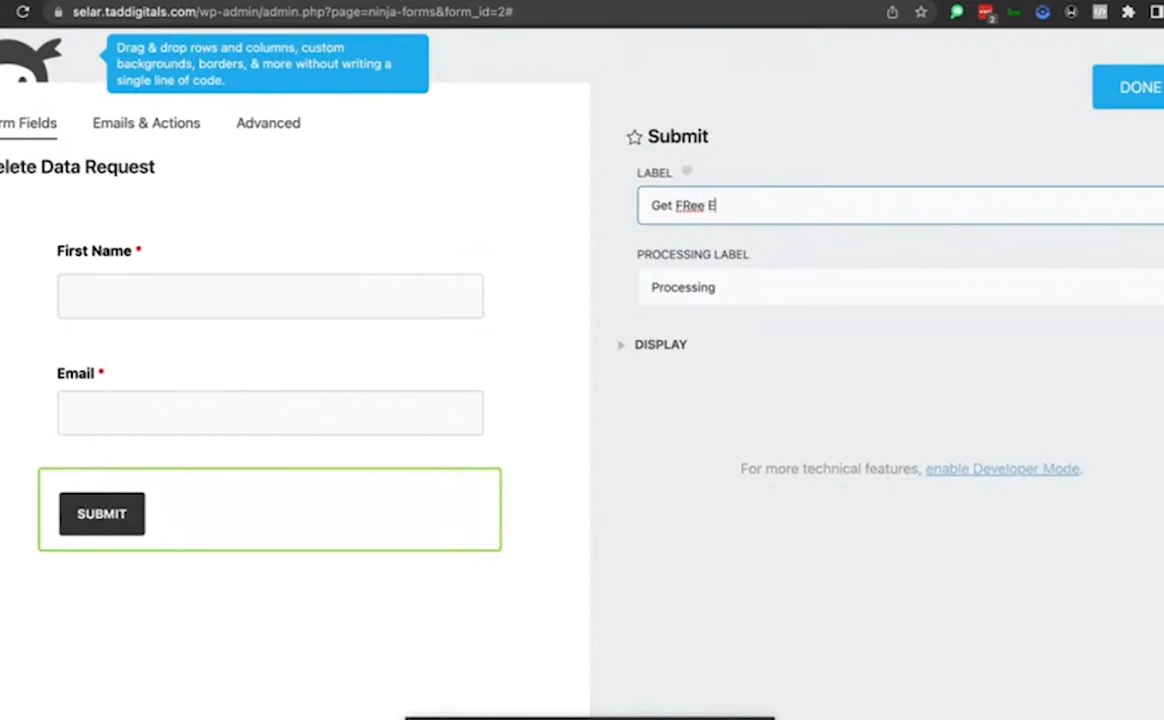 selar.taddigitals.com/wp-admin/admin.php?page=ninja-forms&form_id=2#
2
Drag & drop rows and columns, custom
backgrounds, borders, & more without writing a
single line of code.
DONE
rm Fields
Emails & Actions
Advanced
elete Data Request
First Name *
Email *
SUBMIT
Submit
LABEL
Get FRee E
PROCESSING LABEL
Processing
DISPLAY
For more technical features, enable Developer Mode.